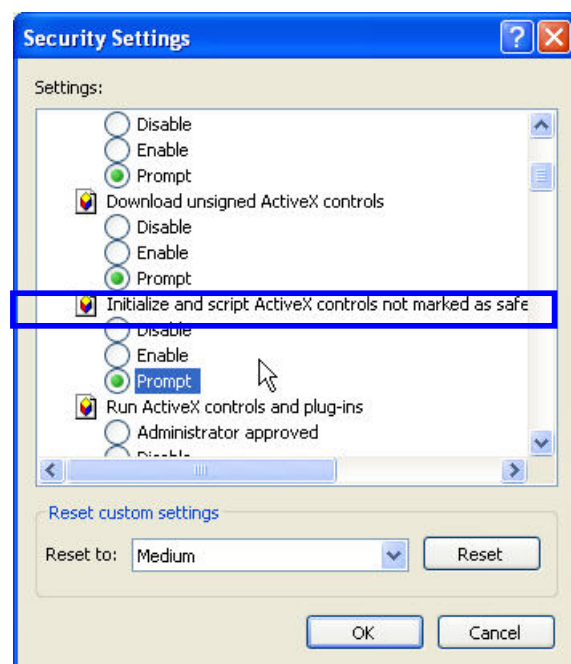 Security Settings
Settings:
Disable
Enable
Prompt
Download unsigned ActiveX controls
Disable
Enable
Prompt
Initialize and script ActiveX controls not marked as safe
Disable
Enable
Prompt
Run ActiveX controls and plug-ins
Administrator approved
Disable
Reset custom settings
Reset to: Medium Reset
OK Cancel